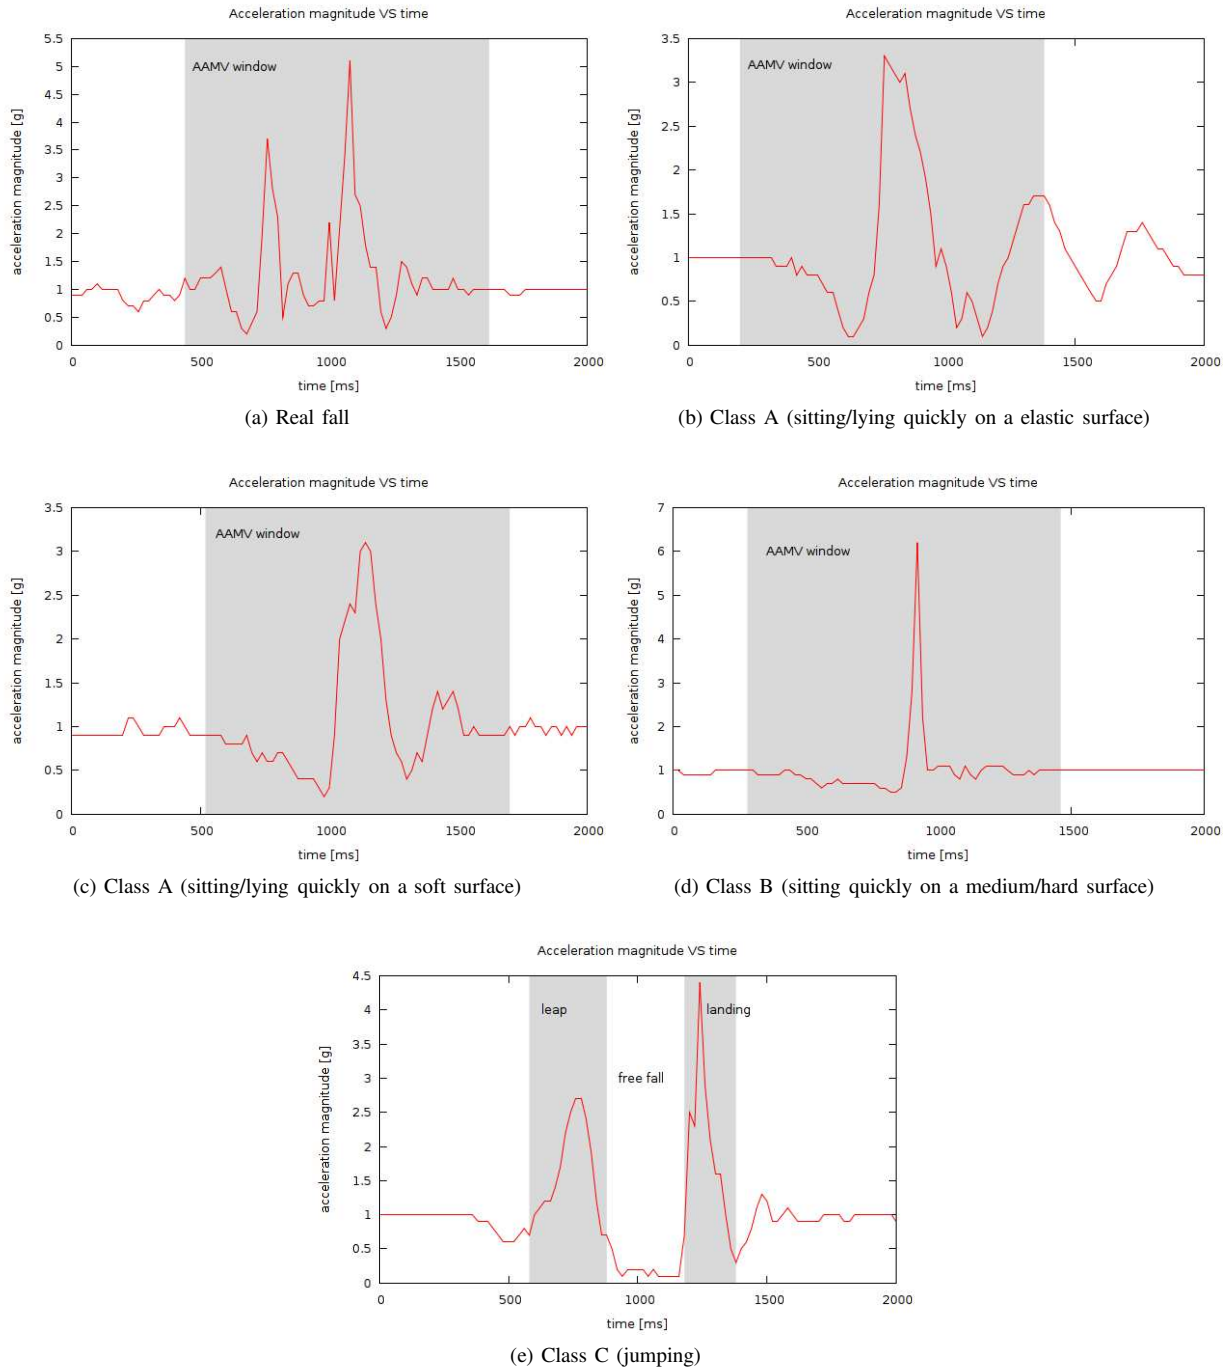 Acceleration magnitude VS time
5.5
5
4.5
4
3.5
3
2.5
2
1.5
1
0.5
0
acceleration magnitude [g]
AAMV window
0 500 1000 1500 2000
time [ms]
(a) Real fall
Acceleration magnitude VS time
3.5
3
2.5
2
1.5
1
0.5
0
acceleration magnitude [g]
AAMV window
0 500 1000 1500 2000
time [ms]
(b) Class A (sitting/lying quickly on a elastic surface)
Acceleration magnitude VS time
3.5
3
2.5
2
1.5
1
0.5
0
acceleration magnitude [g]
AAMV window
0 500 1000 1500 2000
time [ms]
(c) Class A (sitting/lying quickly on a soft surface)
Acceleration magnitude VS time
7
6
5
4
3
2
1
0
acceleration magnitude [g]
AAMV window
0 500 1000 1500 2000
time [ms]
(d) Class B (sitting quickly on a medium/hard surface)
Acceleration magnitude VS time
4.5
4
3.5
3
2.5
2
1.5
1
0.5
0
acceleration magnitude [g]
leap
free fall
landing
0 500 1000 1500 2000
time [ms]
(e) Class C (jumping)